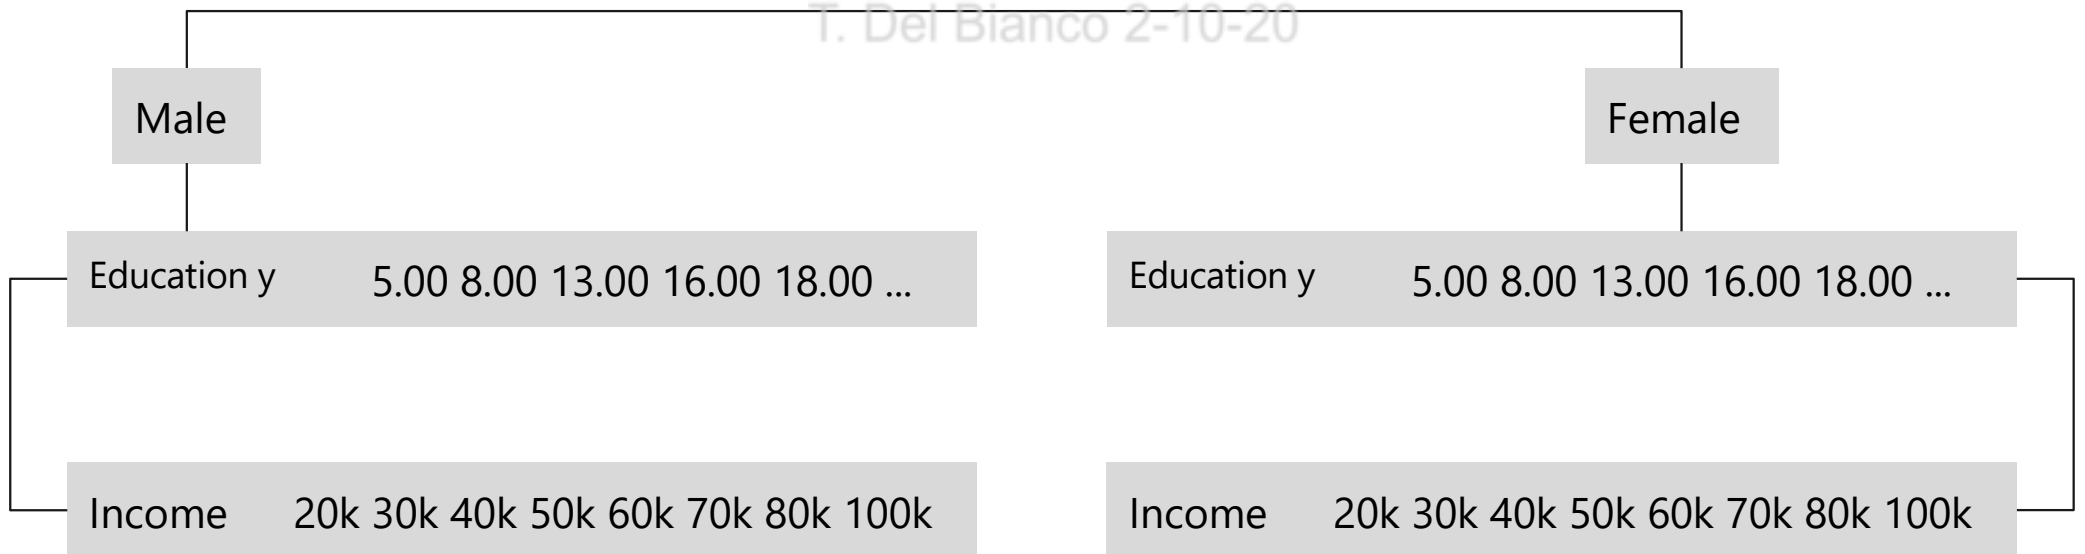 T. Del Bianco 2-10-20
Male
Female
Education y 5.00 8.00 13.00 16.00 18.00 ...
Education y 5.00 8.00 13.00 16.00 18.00 ...
Income 20k 30k 40k 50k 60k 70k 80k 100k
Income 20k 30k 40k 50k 60k 70k 80k 100k